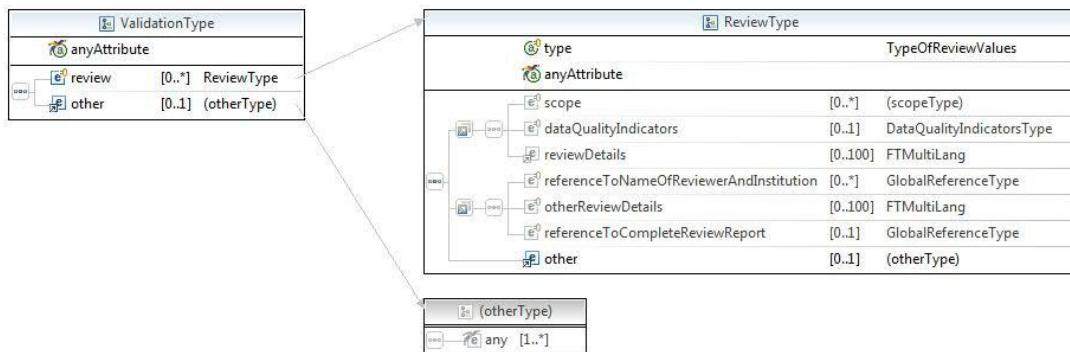 ValidationType
anyAttribute
review [0..*] ReviewType
other [0..1] (otherType)
ReviewType
type TypeOfReviewValues
anyAttribute
scope [0..*] (scopeType)
dataQualityIndicators [0..1] DataQualityIndicatorsType
reviewDetails [0..100] FTMultiLang
referenceToNameOfReviewerAndInstitution [0..*] GlobalReferenceType
otherReviewDetails [0..100] FTMultiLang
referenceToCompleteReviewReport [0..1] GlobalReferenceType
other [0..1] (otherType)
(otherType)
any [1..*]